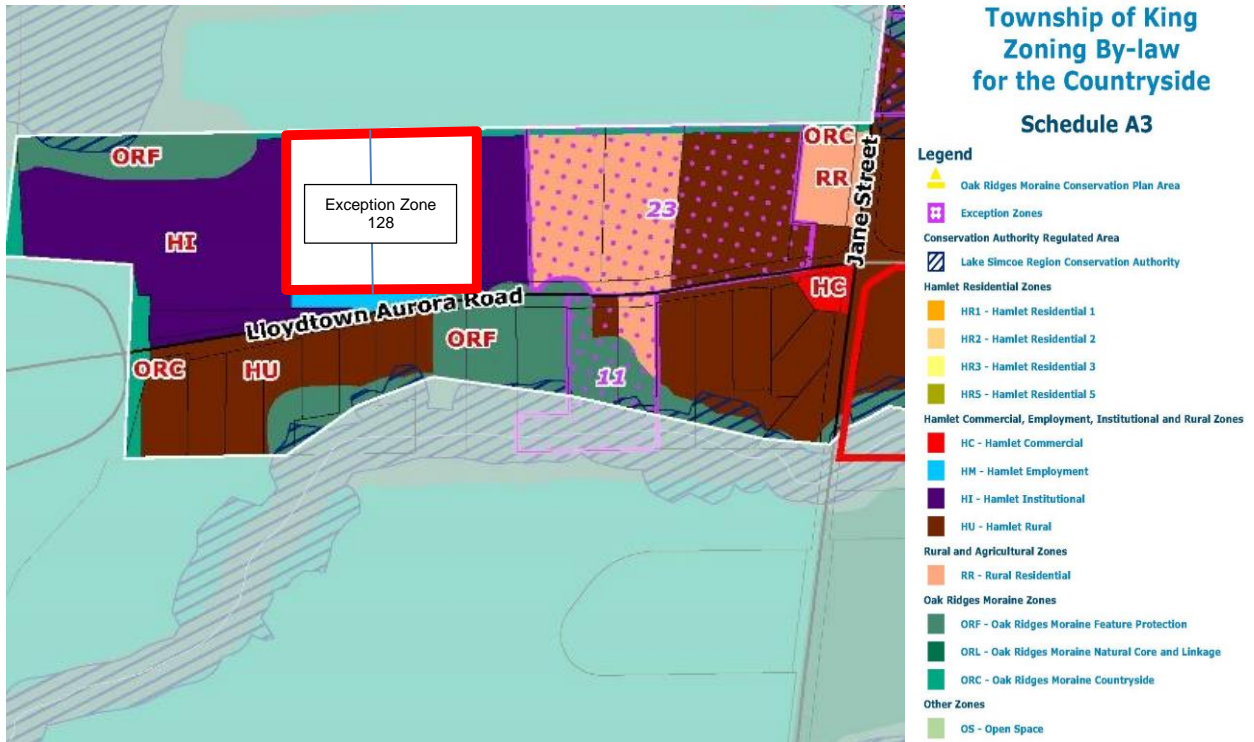 Township of King
Zoning By-law
for the Countryside
Schedule A3
Legend
Oak Ridges Moraine Conservation Plan Area
Exception Zones
Conservation Authority Regulated Area
Lake Simcoe Region Conservation Authority
Hamlet Residential Zones
HR1 - Hamlet Residential 1
HR2 - Hamlet Residential 2
HR3 - Hamlet Residential 3
HR5 - Hamlet Residential 5
Hamlet Commercial, Employment, Institutional and Rural Zones
HC - Hamlet Commercial
HM - Hamlet Employment
HI - Hamlet Institutional
HU - Hamlet Rural
Rural and Agricultural Zones
RR - Rural Residential
Oak Ridges Moraine Zones
ORF - Oak Ridges Moraine Feature Protection
ORL - Oak Ridges Moraine Natural Core and Linkage
ORC - Oak Ridges Moraine Countryside
Other Zones
OS - Open Space
ORF
ORC
RR
Jane Street
Exception Zone
128
23
HI
HC
Lloydtown Aurora Road
ORF
ORC
HU
11